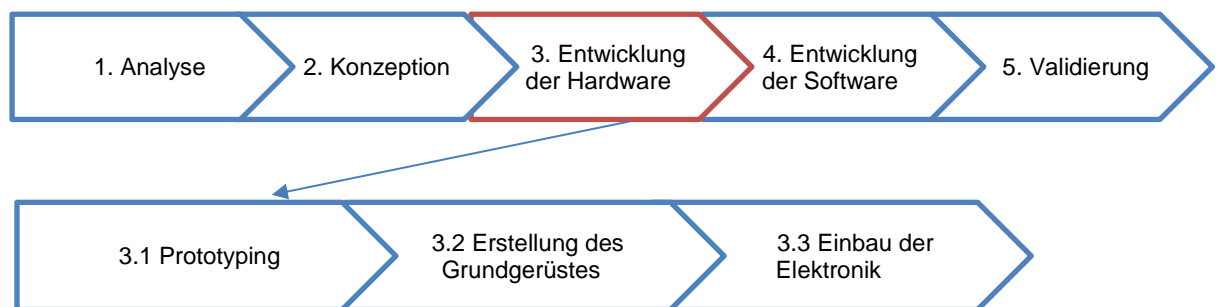 1. Analyse
2. Konzeption
3. Entwicklung
der Hardware
4. Entwicklung
der Software
5. Validierung
3.1 Prototyping
3.2 Erstellung des
Grundgerüstes
3.3 Einbau der
Elektronik